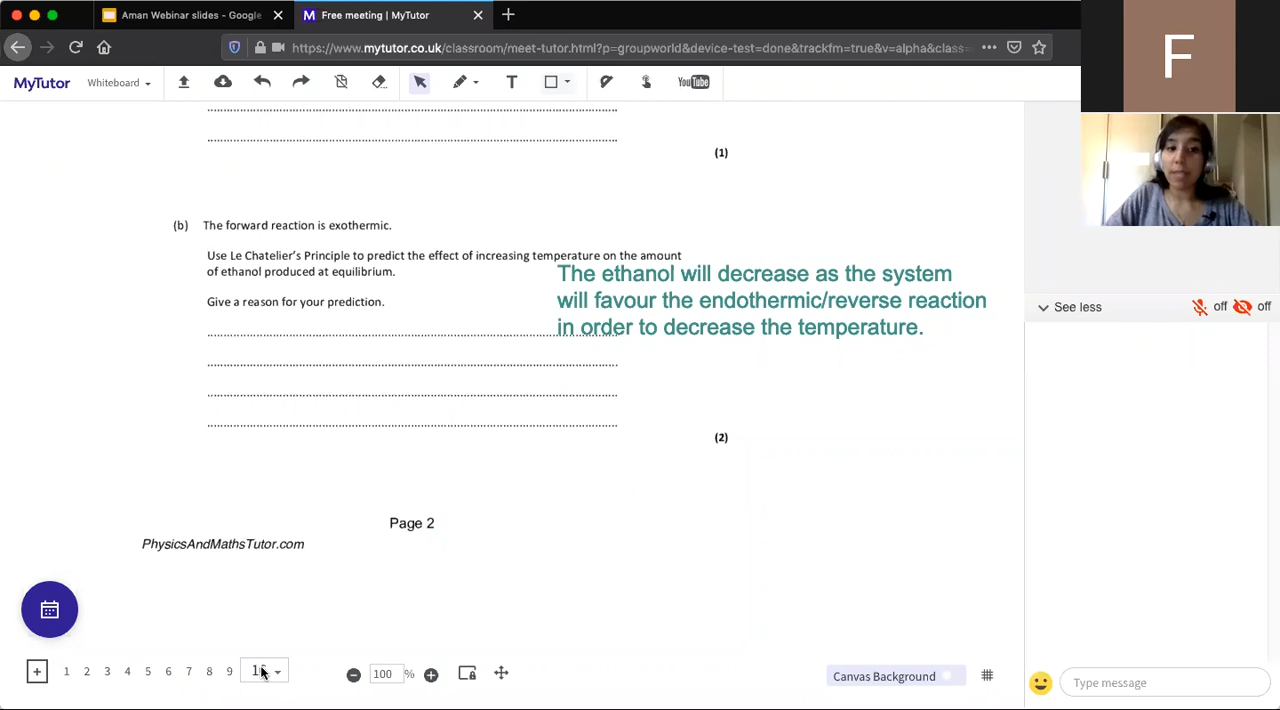 Aman Webinar slides - Google
Free meeting | MyTutor
https://www.mytutor.co.uk/classroom/meet-tutor.html?p=groupworld&device-test=done&trackfm=true&v=alpha&class=
F
MyTutor
Whiteboard
T
YouTube
(1)
(b) The forward reaction is exothermic.
Use Le Chatelier's Principle to predict the effect of increasing temperature on the amount
of ethanol produced at equilibrium.
Give a reason for your prediction.
The ethanol will decrease as the system
will favour the endothermic/reverse reaction
in order to decrease the temperature.
(2)
Page 2
PhysicsAndMathsTutor.com
See less
off
off
+ 1 2 3 4 5 6 7 8 9
100 %
Canvas Background
Type message